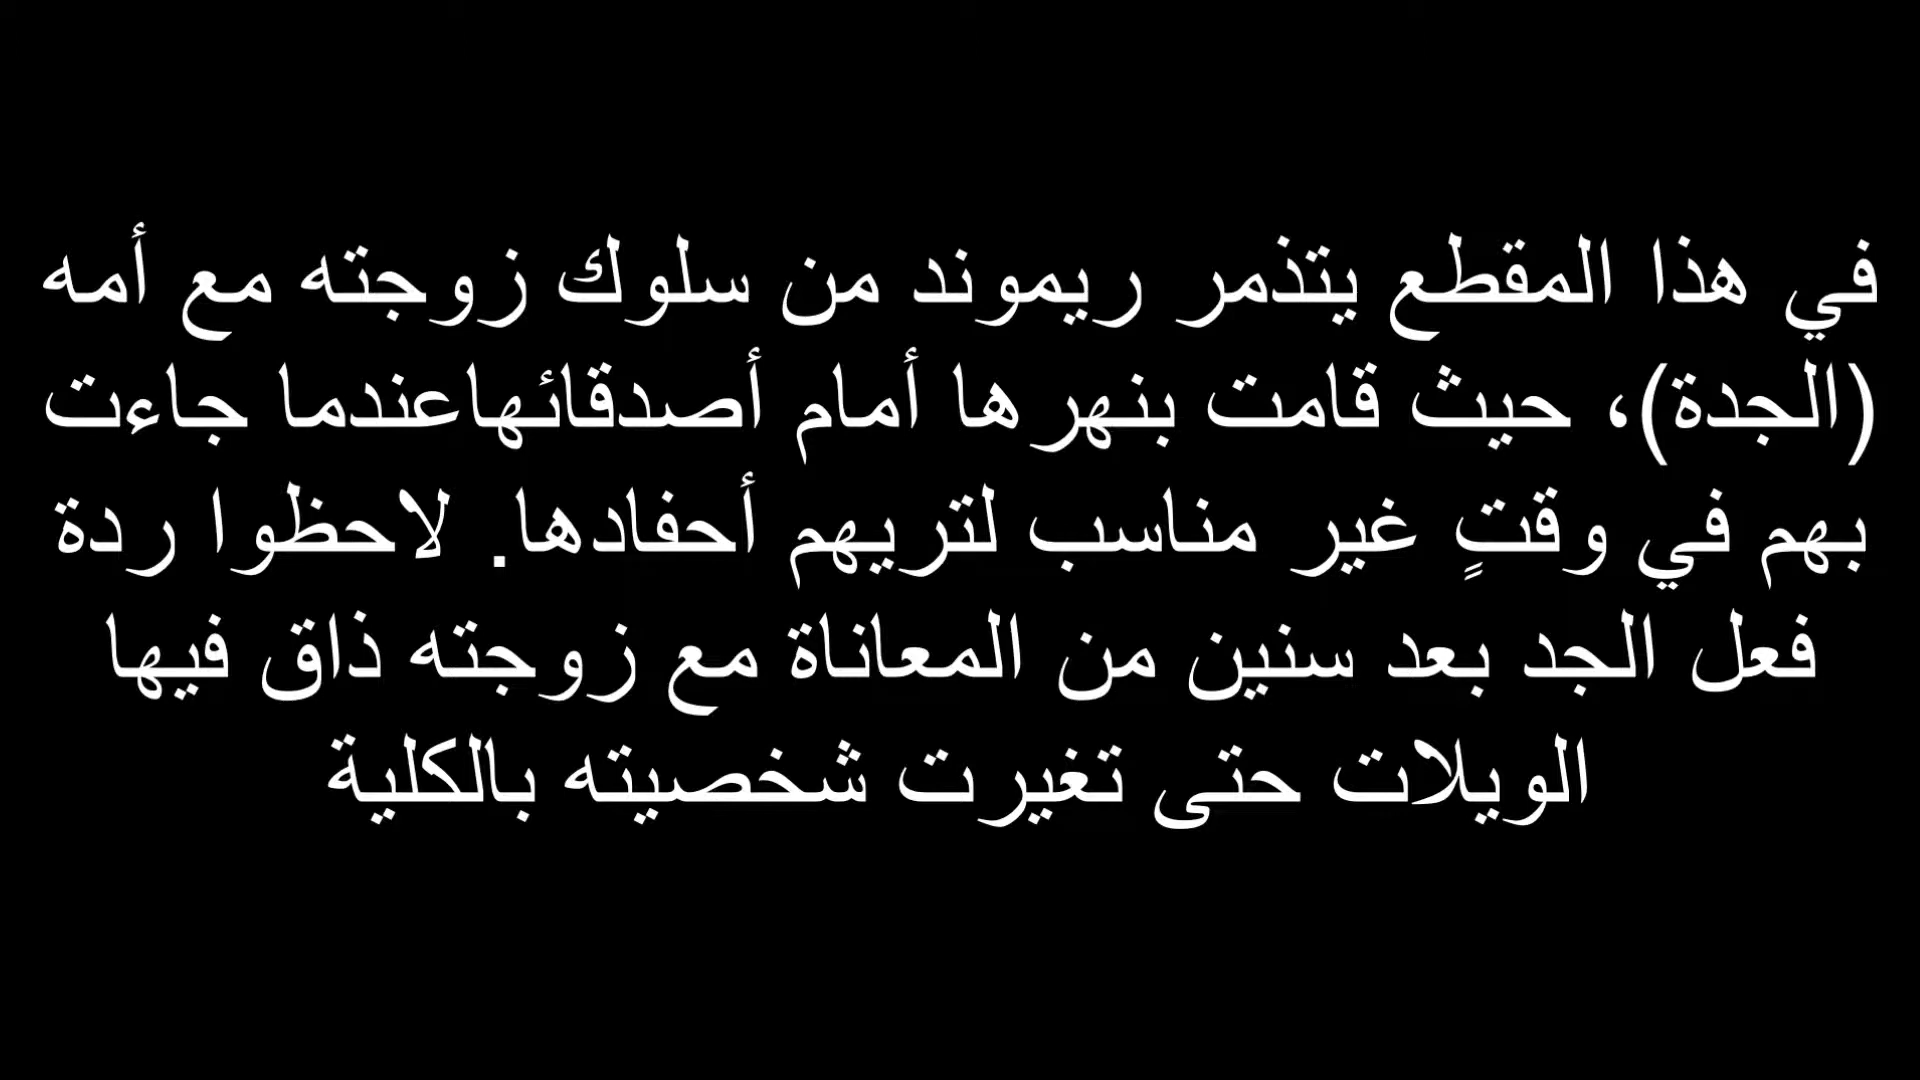 في هذا المقطع يتذمر ريموند من سلوك زوجته مع أمه
(الجدة)، حيث قامت بنهرها أمام أصدقائهاعندما جاءت
بهم في وقتٍ غير مناسب لتريهم أحفادها. لاحظوا ردة
فعل الجد بعد سنين من المعاناة مع زوجته ذاق فيها
الويلات حتى تغيرت شخصيته بالكلية